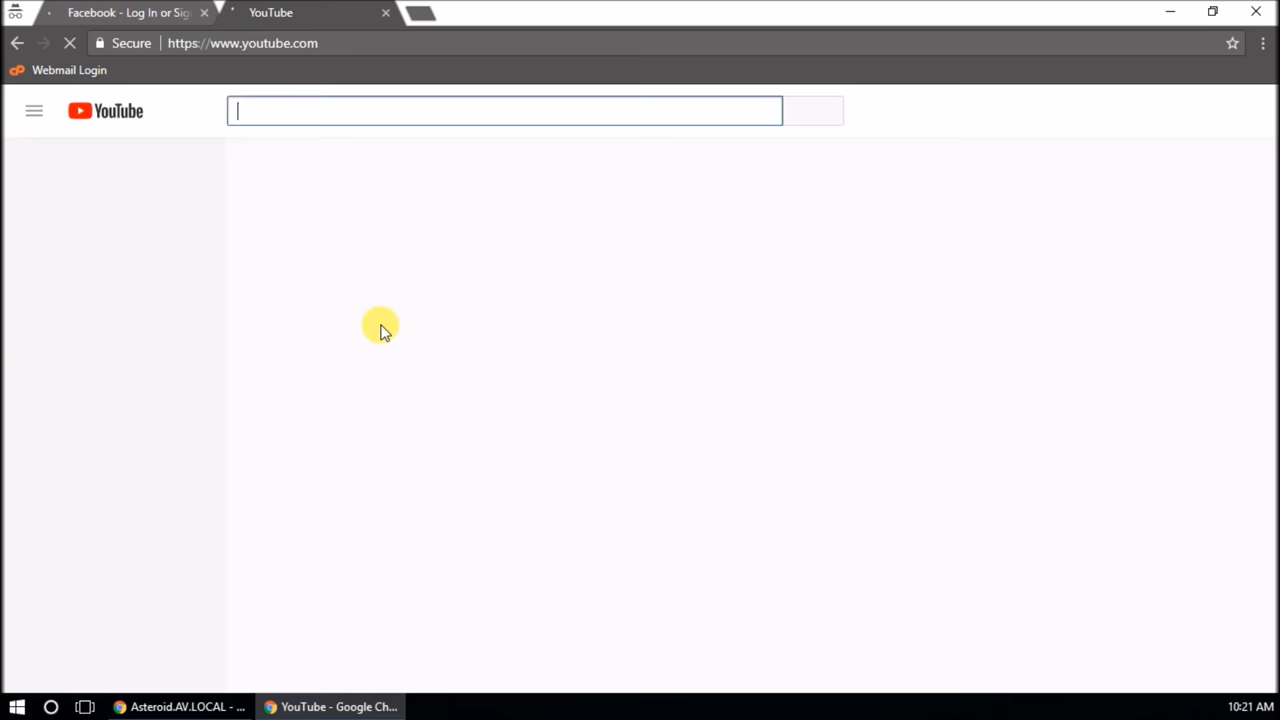 Facebook - Log In or Sig
YouTube
Secure
https://www.youtube.com
Webmail Login
YouTube
Asteroid.AV.LOCAL - ...
YouTube - Google Ch...
10:21 AM